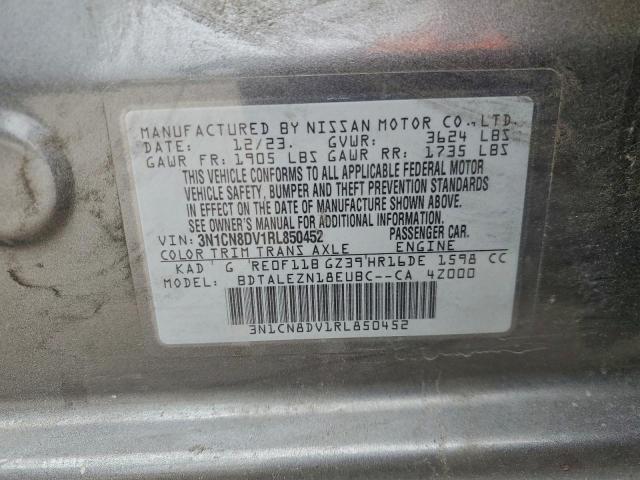 MANUFACTURED BY NISSAN MOTOR CO.,LTD.
DATE: 12/23. GVWR: 3624 LBS
GAWR FR: 1905 LBS GAWR RR: 1735 LBS
THIS VEHICLE CONFORMS TO ALL APPLICABLE FEDERAL MOTOR
VEHICLE SAFETY, BUMPER AND THEFT PREVENTION STANDARDS
IN EFFECT ON THE DATE OF MANUFACTURE SHOWN ABOVE.
SEE OWNER'S MANUAL FOR ADDITIONAL INFORMATION.
VIN: 3N1CN8DV1RL850452 PASSENGER CAR.
COLOR TRIM TRANS AXLE ENGINE
KAD G RE0F11B GZ39 HR16DE 1598 CC
MODEL: BDTALEZN18EUBC--CA 42000
3N1CN8DV1RL850452